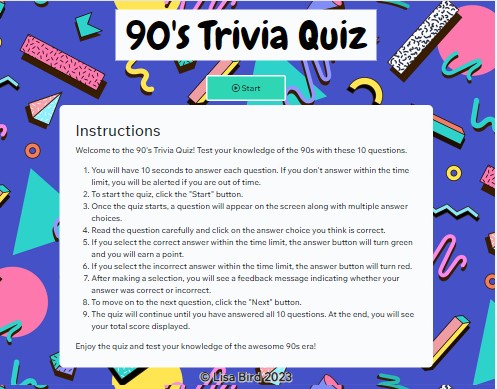 90's Trivia Quiz
Start
Instructions
Welcome to the 90's Trivia Quiz! Test your knowledge of the 90s with these 10 questions.
1. You will have 10 seconds to answer each question. If you don't answer within the time
limit, you will be alerted if you are out of time.
2. To start the quiz, click the "Start" button.
3. Once the quiz starts, a question will appear on the screen along with multiple answer
choices.
4. Read the question carefully and click on the answer choice you think is correct.
5. If you select the correct answer within the time limit, the answer button will turn green
and you will earn a point.
6. If you select the incorrect answer within the time limit, the answer button will turn red.
7. After making a selection, you will see a feedback message indicating whether your
answer was correct or incorrect.
8. To move on to the next question, click the "Next" button.
9. The quiz will continue until you have answered all 10 questions. At the end, you will see
your total score displayed.
Enjoy the quiz and test your knowledge of the awesome 90s era!
© Lisa Bird 2023